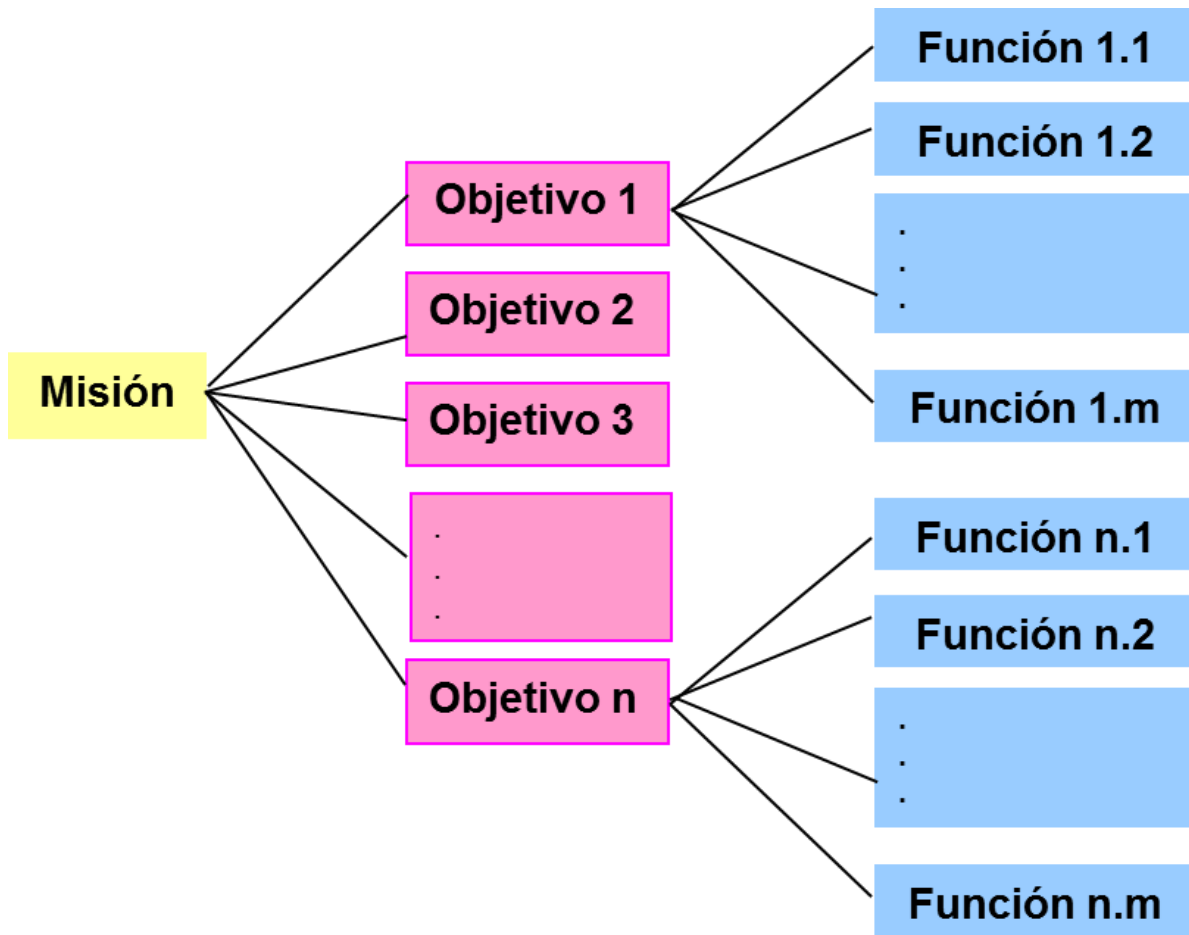 Misión
Objetivo 1
Objetivo 2
Objetivo 3
.
.
.
Objetivo n
Función 1.1
Función 1.2
.
.
.
Función 1.m
Función n.1
Función n.2
.
.
.
Función n.m